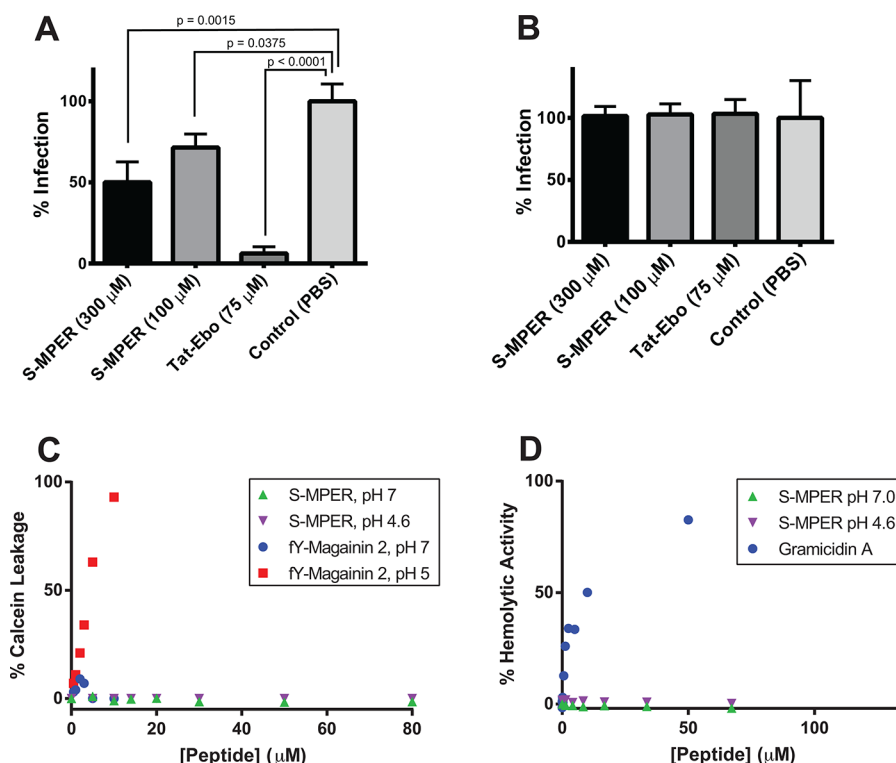 A
p = 0.0015
p = 0.0375
p < 0.0001
% Infection
100
50
0
S-MPER (300 μM)
S-MPER (100 μM)
Tat-Ebo (75 μM)
Control (PBS)
B
% Infection
100
50
0
S-MPER (300 μM)
S-MPER (100 μM)
Tat-Ebo (75 μM)
Control (PBS)
C
% Calcein Leakage
100
50
0
0 20 40 60 80
[Peptide] (μM)
S-MPER, pH 7
S-MPER, pH 4.6
fY-Magainin 2, pH 7
fY-Magainin 2, pH 5
D
% Hemolytic Activity
100
50
0
0 50 100
[Peptide] (μM)
S-MPER pH 7.0
S-MPER pH 4.6
Gramicidin A